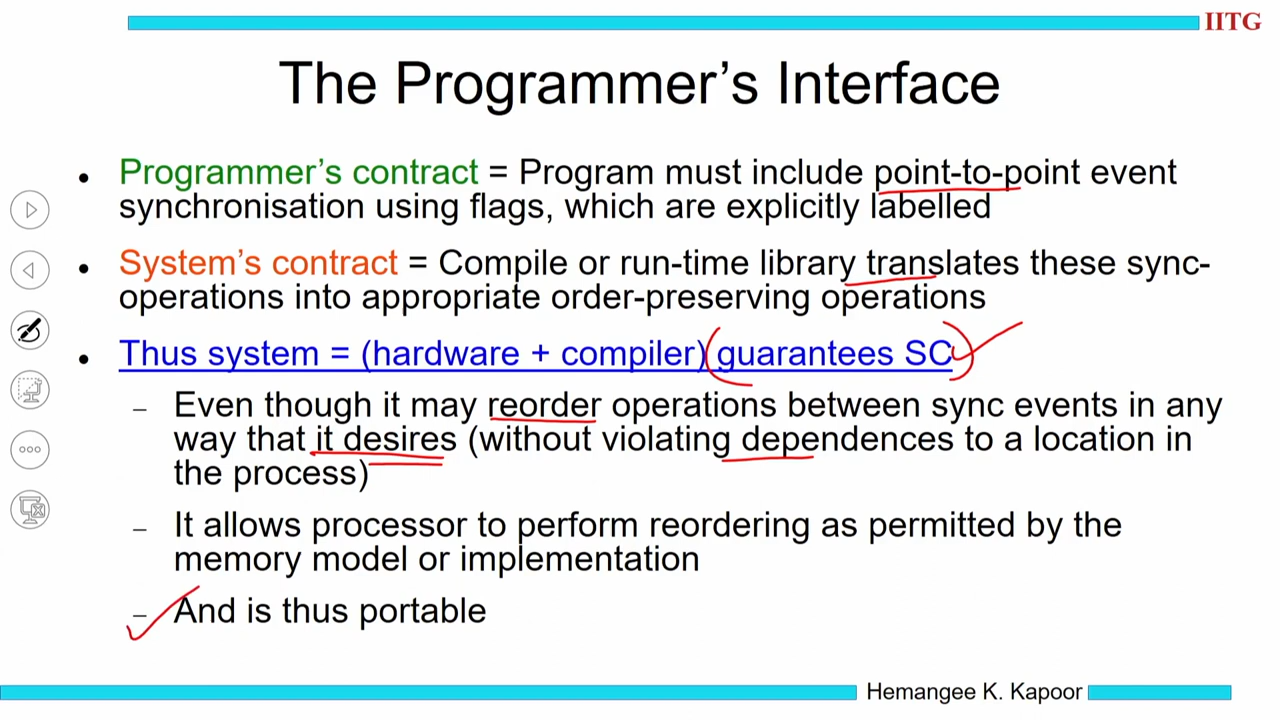 IITG
The Programmer's Interface
• Programmer's contract = Program must include point-to-point event
synchronisation using flags, which are explicitly labelled
• System's contract = Compile or run-time library translates these sync-
operations into appropriate order-preserving operations
• Thus system = (hardware + compiler) guarantees SC
– Even though it may reorder operations between sync events in any
way that it desires (without violating dependences to a location in
the process)
– It allows processor to perform reordering as permitted by the
memory model or implementation
– And is thus portable
Hemangee K. Kapoor